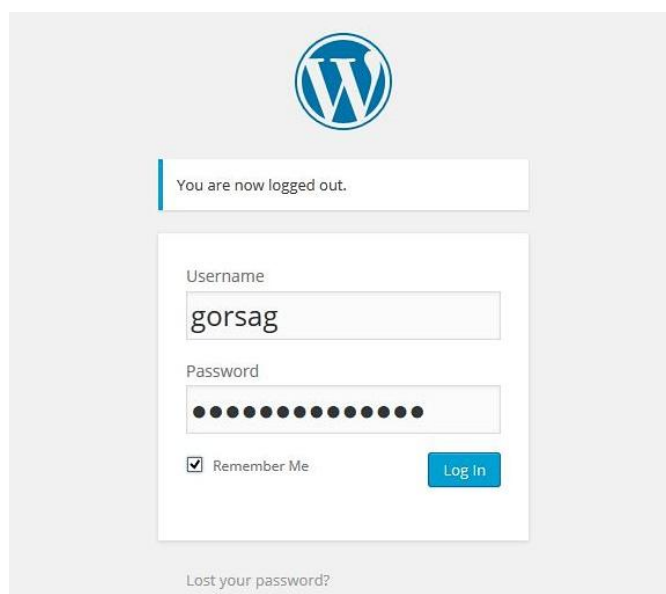 You are now logged out.
Username
gorsag
Password
●●●●●●●●●●●●●●
Remember Me
Log In
Lost your password?